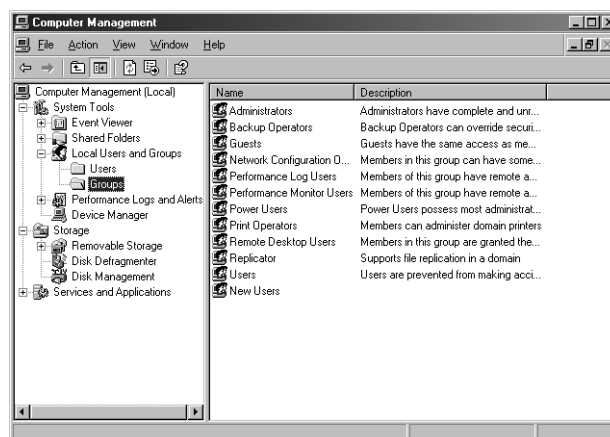 Computer Management
File Action View Window Help
Computer Management (Local)
System Tools
Event Viewer
Shared Folders
Local Users and Groups
Users
Groups
Performance Logs and Alerts
Device Manager
Storage
Removable Storage
Disk Defragmenter
Disk Management
Services and Applications
Name Description
Administrators Administrators have complete and unr...
Backup Operators Backup Operators can override securi...
Guests Guests have the same access as me...
Network Configuration O... Members in this group can have some...
Performance Log Users Members of this group have remote a...
Performance Monitor Users Members of this group have remote a...
Power Users Power Users possess most administrat...
Print Operators Members can administer domain printers
Remote Desktop Users Members in this group are granted the...
Replicator Supports file replication in a domain
Users Users are prevented from making acci...
New Users